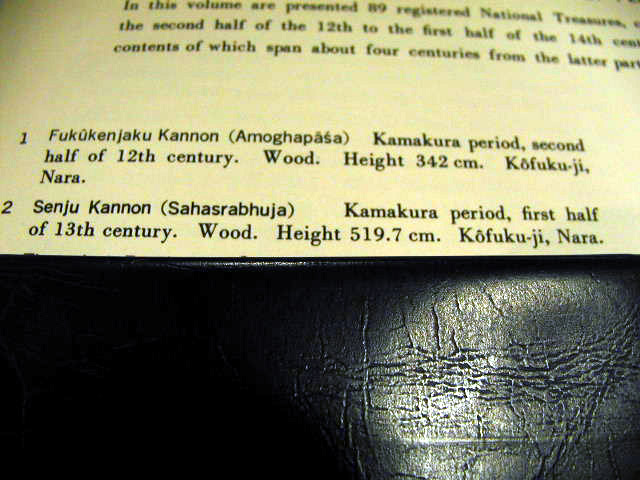 In this volume are presented 89 registered National Treasures,
the second half of the 12th to the first half of the 14th
contents of which span about four centuries from the latter part
1 Fukûkenjaku Kannon (Amoghapāśa) Kamakura period, second
half of 12th century. Wood. Height 342 cm. Kôfuku-ji,
Nara.
2 Senju Kannon (Sahasrabhuja) Kamakura period, first half
of 13th century. Wood. Height 519.7 cm. Kôfuku-ji, Nara.